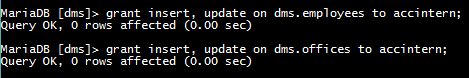 MariaDB [dms]> grant insert, update on dms.employees to accintern;
Query OK, 0 rows affected (0.00 sec)
MariaDB [dms]> grant insert, update on dms.offices to accintern;
Query OK, 0 rows affected (0.00 sec)